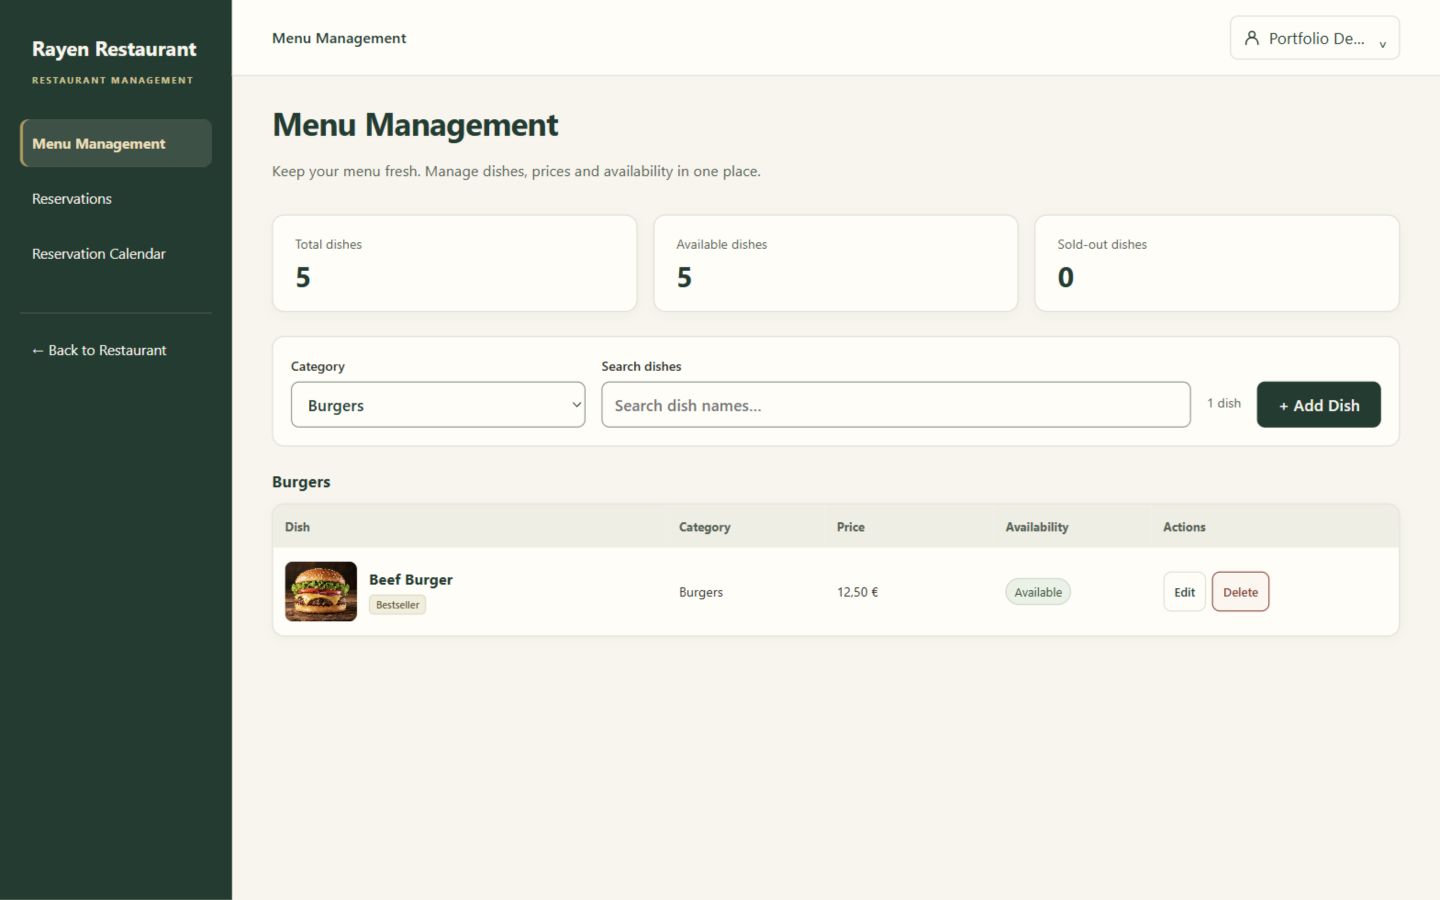 Rayen Restaurant
RESTAURANT MANAGEMENT
Menu Management
Reservations
Reservation Calendar
← Back to Restaurant
Menu Management
Portfolio De...
Menu Management
Keep your menu fresh. Manage dishes, prices and availability in one place.
Total dishes
5
Available dishes
5
Sold-out dishes
0
Category
Burgers
Search dishes
Search dish names...
1 dish
+ Add Dish
Burgers
Dish Category Price Availability Actions
Beef Burger
Bestseller
Burgers
12,50 €
Available
Edit
Delete